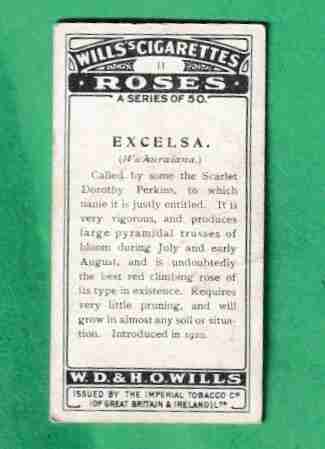 WILLS'S CIGARETTES
11
ROSES
A SERIES OF 50.
EXCELSA.
(Wichuraiana.)
Called by some the Scarlet
Dorothy Perkins, to which
name it is justly entitled. It is
very vigorous, and produces
large pyramidal trusses of
bloom during July and early
August, and is undoubtedly
the best red climbing rose of
its type in existence. Requires
very little pruning, and will
grow in almost any soil or situa-
tion. Introduced in 1910.
W.D. & H.O. WILLS
ISSUED BY THE IMPERIAL TOBACCO Co
(OF GREAT BRITAIN & IRELAND) LTD